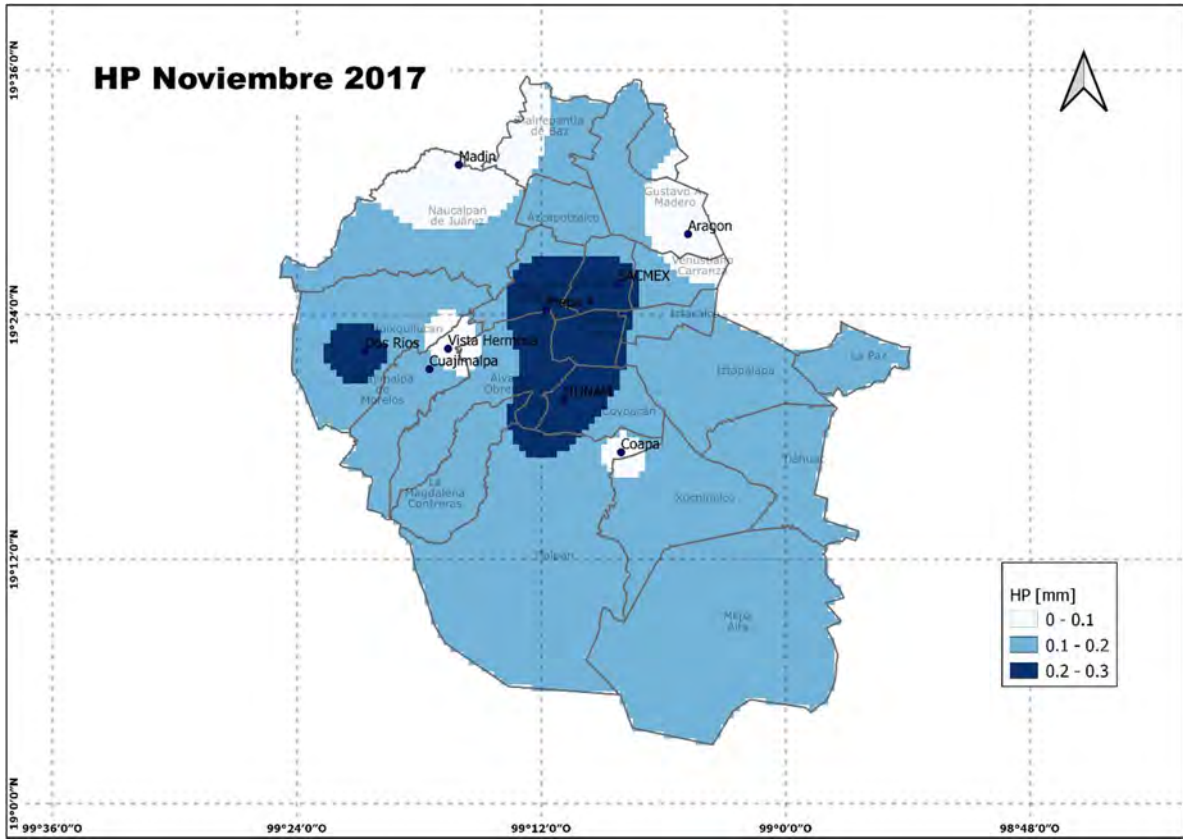 HP Noviembre 2017
19°36'0"N
19°24'0"N
19°12'0"N
19°0'0"N
Tlalnepantla
de Baz
Madin
Naucalpan
de Juárez
Azcapotzalco
Gustavo A.
Madero
Aragon
Venustiano
Carranza
SACMEX
Iztacalco
Huixquilucan
Dos Rios
Vista Hermosa
Cuajimalpa
Morelos
Iztapalapa
La Paz
IIUNAM
Coyoacán
Coapa
Tláhuac
La
Magdalena
Contreras
Xochimilco
Tlalpan
Milpa
Alta
HP [mm]
0 - 0.1
0.1 - 0.2
0.2 - 0.3
99°36'0"O
99°24'0"O
99°12'0"O
99°0'0"O
98°48'0"O